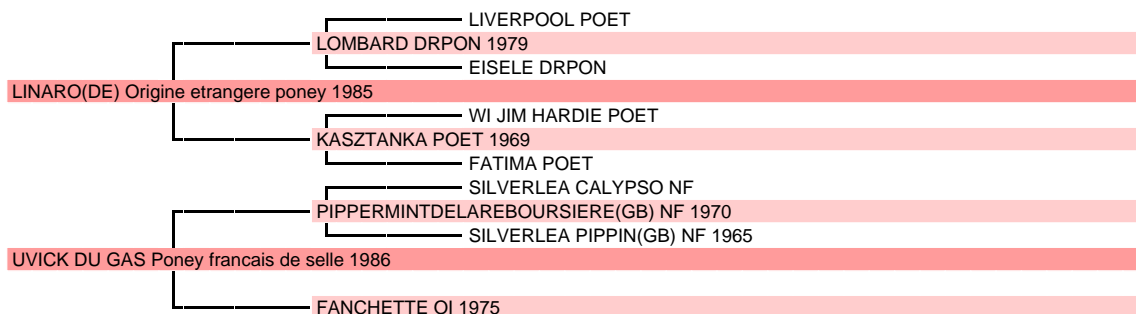 LIVERPOOL POET
LOMBARD DRPON 1979
EISELE DRPON
LINARO(DE) Origine etrangere poney 1985
WI JIM HARDIE POET
KASZTANKA POET 1969
FATIMA POET
SILVERLEA CALYPSO NF
PIPPERMINTDELAREBOURSIERE(GB) NF 1970
SILVERLEA PIPPIN(GB) NF 1965
UVICK DU GAS Poney francais de selle 1986
FANCHETTE OI 1975